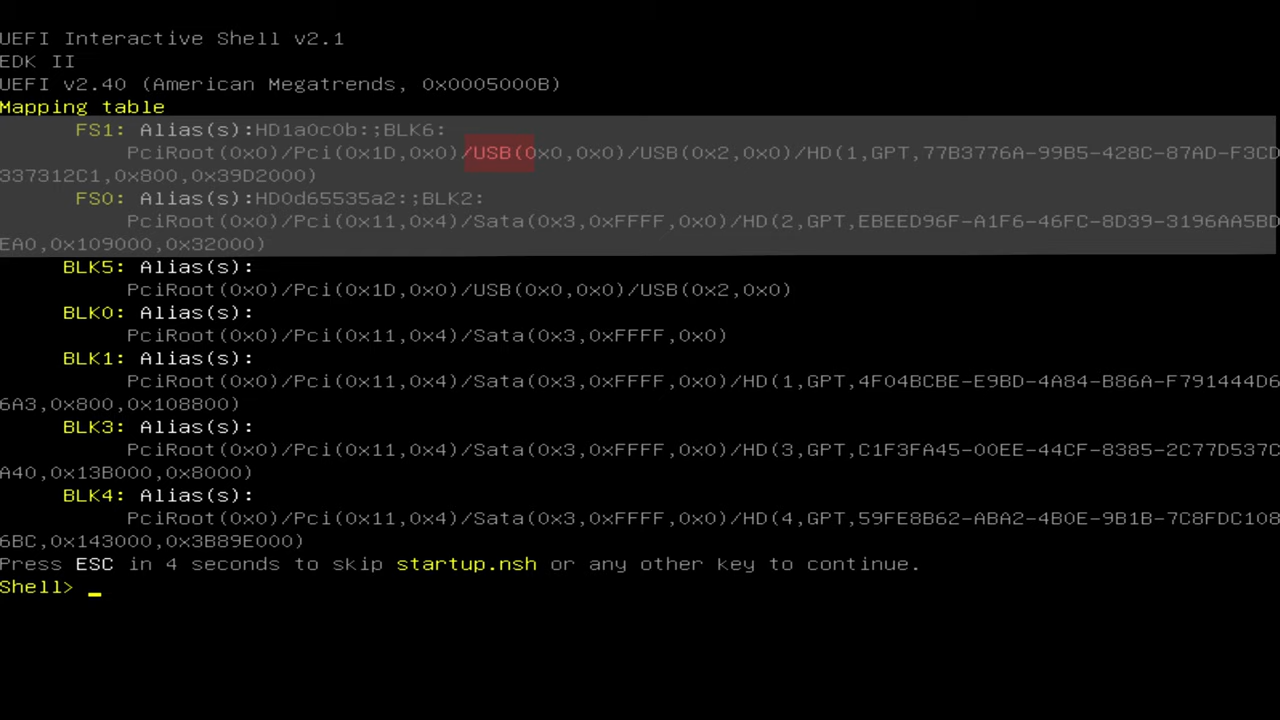 UEFI Interactive Shell v2.1
EDK II
UEFI v2.40 (American Megatrends, 0x0005000B)
Mapping table
FS1: Alias(s):HD1a0c0b:;BLK6:
PciRoot(0x0)/Pci(0x1D,0x0)/USB(0x0,0x0)/USB(0x2,0x0)/HD(1,GPT,77B3776A-99B5-428C-87AD-F3CD
337312C1,0x800,0x39D2000)
FS0: Alias(s):HD0d65535a2:;BLK2:
PciRoot(0x0)/Pci(0x11,0x4)/Sata(0x3,0xFFFF,0x0)/HD(2,GPT,EBEED96F-A1F6-46FC-8D39-3196AA5BD
EA0,0x109000,0x32000)
BLK5: Alias(s):
PciRoot(0x0)/Pci(0x1D,0x0)/USB(0x0,0x0)/USB(0x2,0x0)
BLK0: Alias(s):
PciRoot(0x0)/Pci(0x11,0x4)/Sata(0x3,0xFFFF,0x0)
BLK1: Alias(s):
PciRoot(0x0)/Pci(0x11,0x4)/Sata(0x3,0xFFFF,0x0)/HD(1,GPT,4F04BCBE-E9BD-4A84-B86A-F791444D6
6A3,0x800,0x108800)
BLK3: Alias(s):
PciRoot(0x0)/Pci(0x11,0x4)/Sata(0x3,0xFFFF,0x0)/HD(3,GPT,C1F3FA45-00EE-44CF-8385-2C77D537C
A40,0x13B000,0x8000)
BLK4: Alias(s):
PciRoot(0x0)/Pci(0x11,0x4)/Sata(0x3,0xFFFF,0x0)/HD(4,GPT,59FE8B62-ABA2-4B0E-9B1B-7C8FDC108
6BC,0x143000,0x3B89E000)
Press ESC in 4 seconds to skip startup.nsh or any other key to continue.
Shell> _